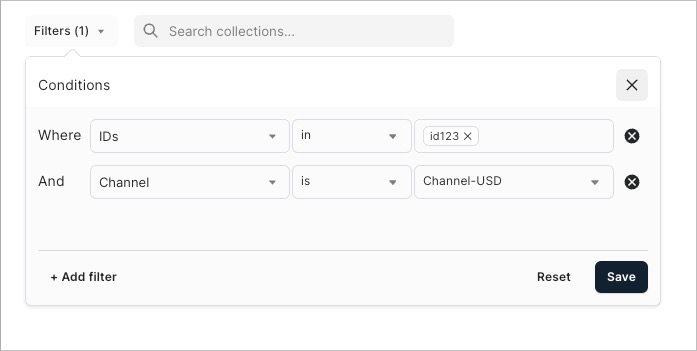 Filters (1) Search collections...
Conditions
Where IDs in id123
And Channel is Channel-USD
+ Add filter Reset Save